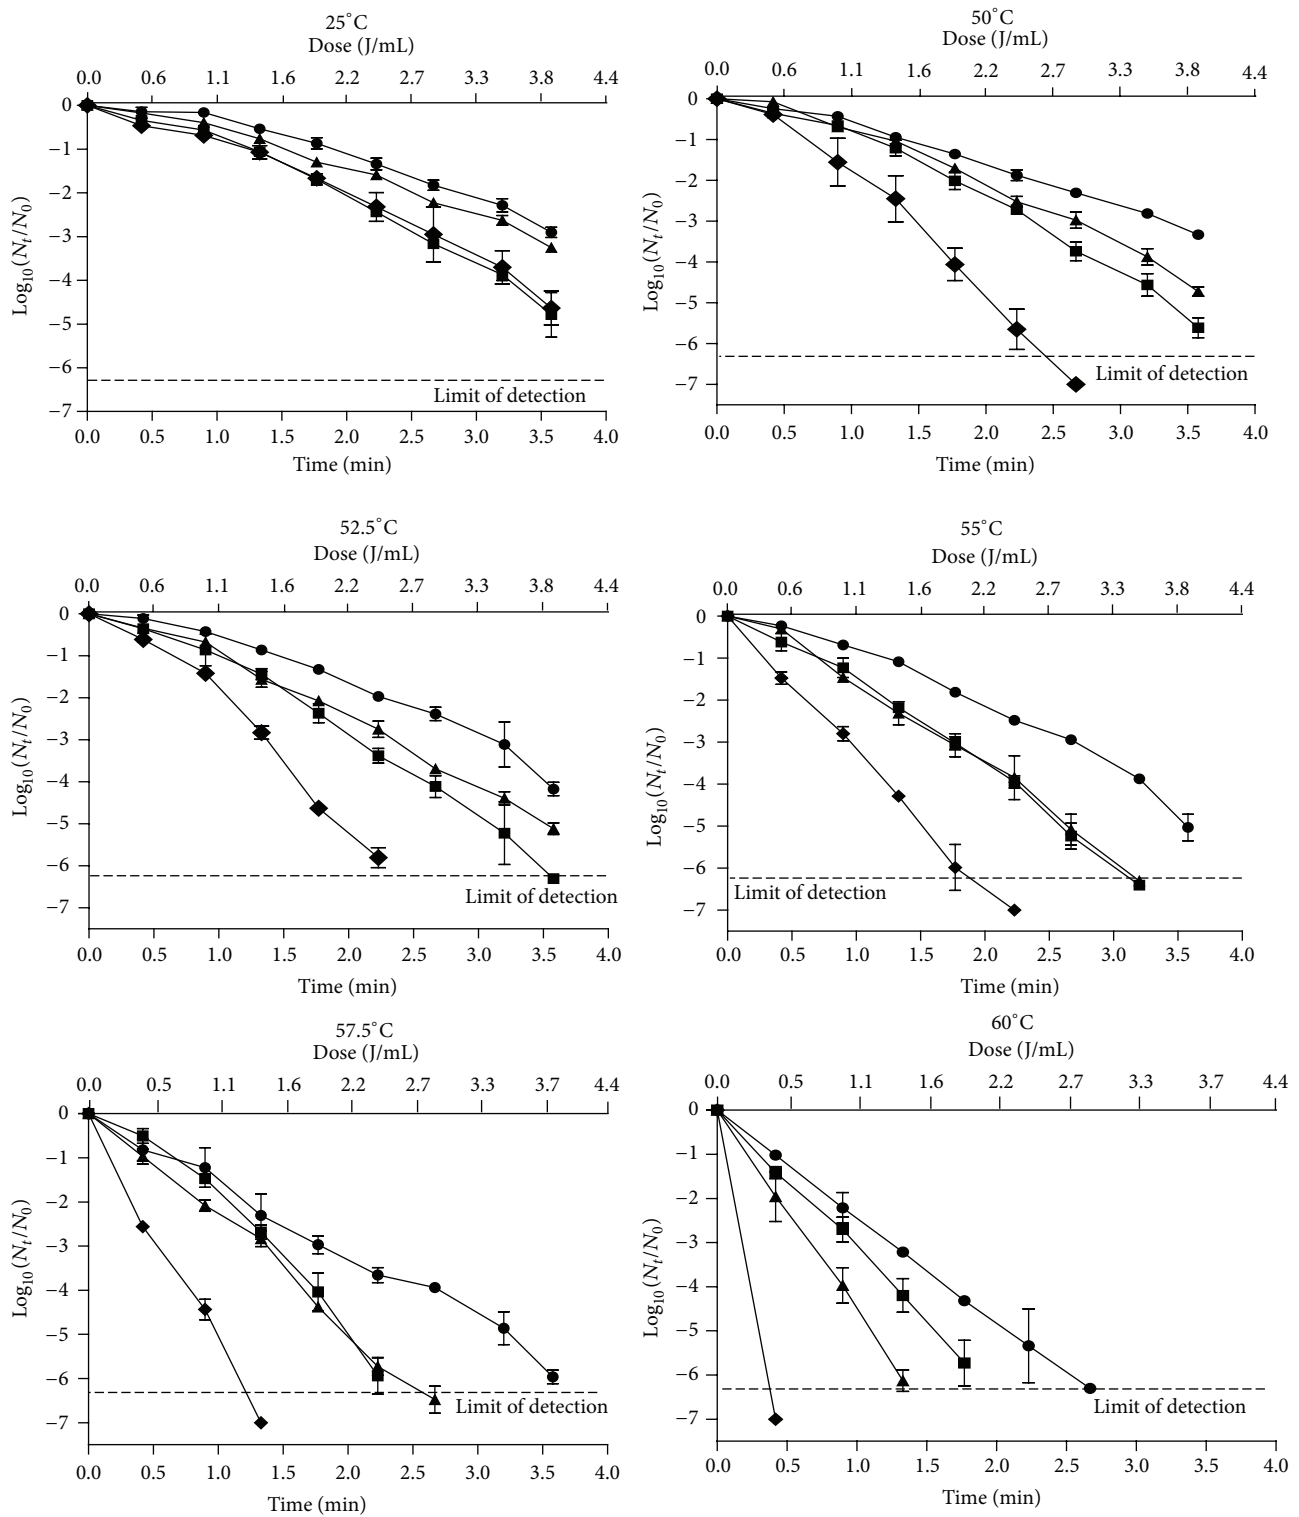 25°C
Dose (J/mL)
0.0 0.6 1.1 1.6 2.2 2.7 3.3 3.8 4.4
0
−1
−2
−3
−4
−5
−6
−7
Log10(Nt/N0)
Limit of detection
0.0 0.5 1.0 1.5 2.0 2.5 3.0 3.5 4.0
Time (min)
50°C
Dose (J/mL)
0.0 0.6 1.1 1.6 2.2 2.7 3.3 3.8 4.4
0
−1
−2
−3
−4
−5
−6
−7
Log10(Nt/N0)
Limit of detection
0.0 0.5 1.0 1.5 2.0 2.5 3.0 3.5 4.0
Time (min)
52.5°C
Dose (J/mL)
0.0 0.6 1.1 1.6 2.2 2.7 3.3 3.8 4.4
0
−1
−2
−3
−4
−5
−6
−7
Log10(Nt/N0)
Limit of detection
0.0 0.5 1.0 1.5 2.0 2.5 3.0 3.5 4.0
Time (min)
55°C
Dose (J/mL)
0.0 0.6 1.1 1.6 2.2 2.7 3.3 3.8 4.4
0
−1
−2
−3
−4
−5
−6
−7
Log10(Nt/N0)
Limit of detection
0.0 0.5 1.0 1.5 2.0 2.5 3.0 3.5 4.0
Time (min)
57.5°C
Dose (J/mL)
0.0 0.5 1.1 1.6 2.2 2.7 3.3 3.7 4.4
0
−1
−2
−3
−4
−5
−6
−7
Log10(Nt/N0)
Limit of detection
0.0 0.5 1.0 1.5 2.0 2.5 3.0 3.5 4.0
Time (min)
60°C
Dose (J/mL)
0.0 0.5 1.1 1.6 2.2 2.7 3.3 3.7 4.4
0
−1
−2
−3
−4
−5
−6
−7
Log10(Nt/N0)
Limit of detection
0.0 0.5 1.0 1.5 2.0 2.5 3.0 3.5 4.0
Time (min)